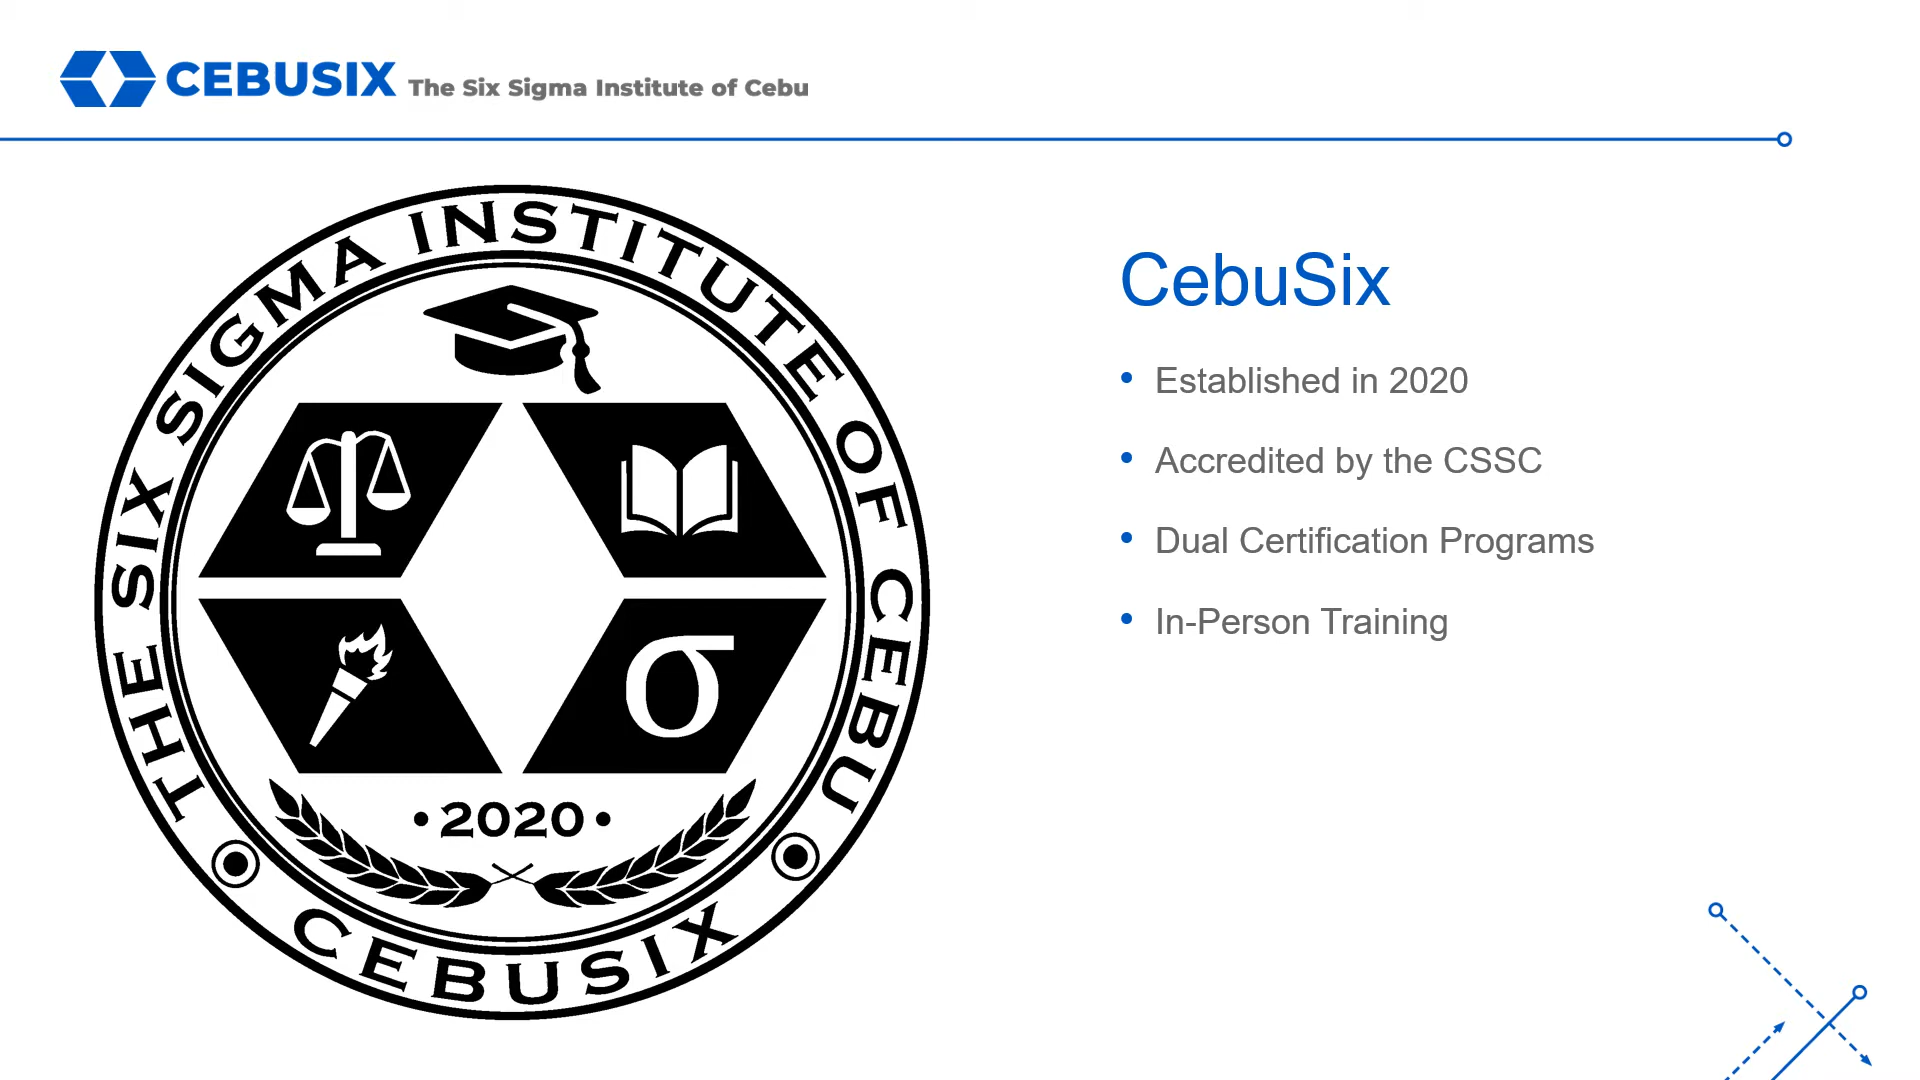 CEBUSIX The Six Sigma Institute of Cebu
THE SIX SIGMA INSTITUTE OF CEBU
σ
•2020•
CEBUSIX
CebuSix
• Established in 2020
• Accredited by the CSSC
• Dual Certification Programs
• In-Person Training